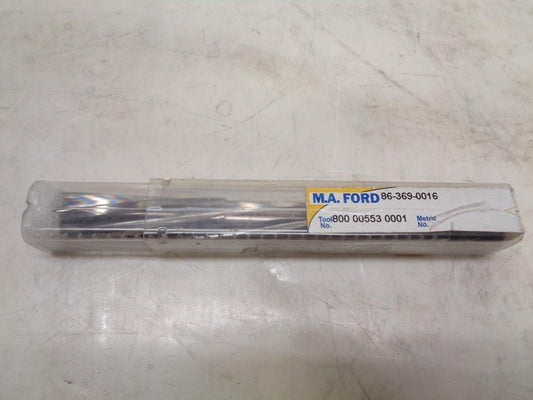 M.A. FORD 86-369-0016
Tool 800 00553 0001 Metric
No. No.